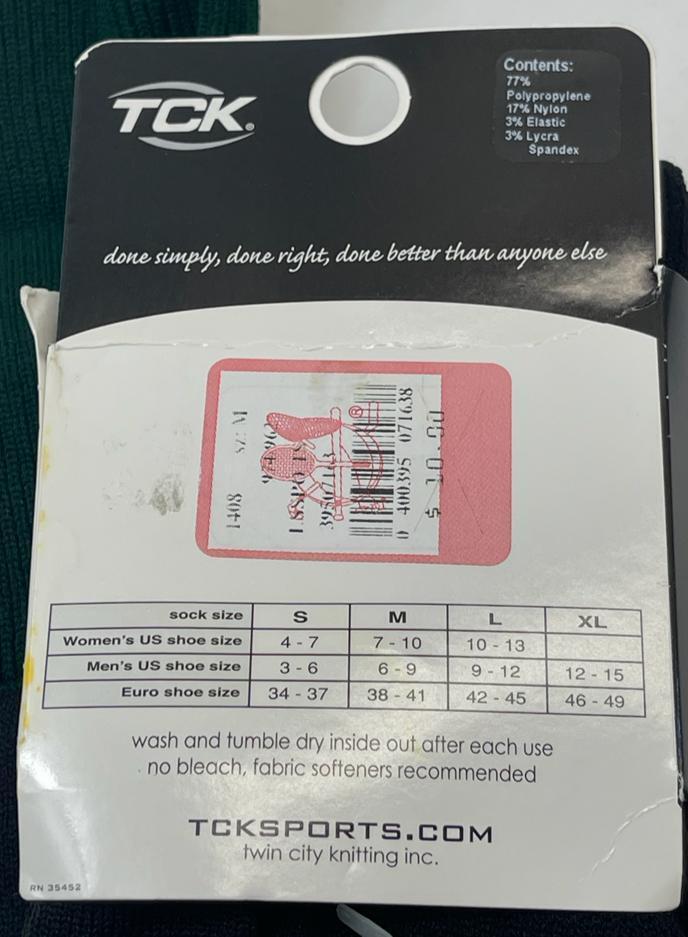 TCK®
Contents:
77%
Polypropylene
17% Nylon
3% Elastic
3% Lycra
Spandex
done simply, done right, done better than anyone else
1408 SZ: M
0 400395 071638
$ 10.00
sock size S M L XL
Women's US shoe size 4 - 7 7 - 10 10 - 13
Men's US shoe size 3 - 6 6 - 9 9 - 12 12 - 15
Euro shoe size 34 - 37 38 - 41 42 - 45 46 - 49
wash and tumble dry inside out after each use
no bleach, fabric softeners recommended
TCKSPORTS.COM
twin city knitting inc.
RN 35452